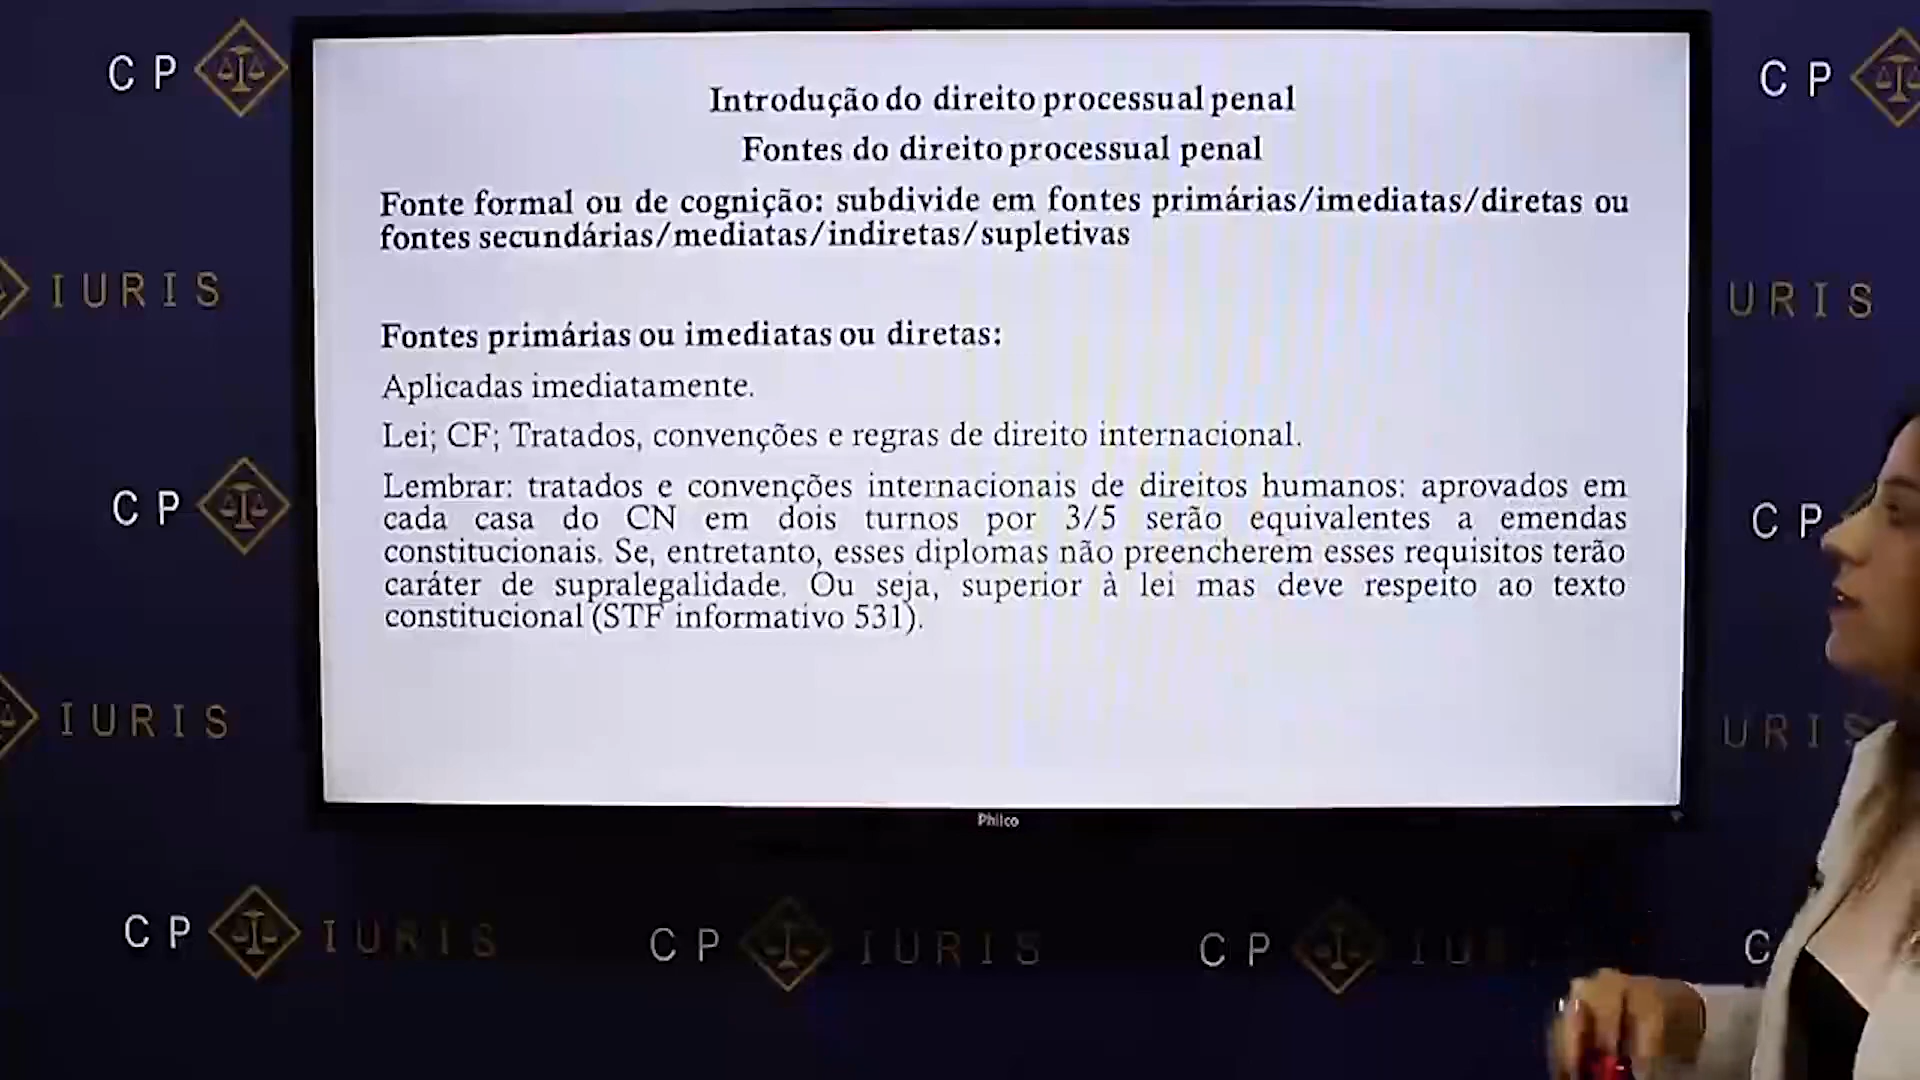 CP
CP
Introdução do direito processual penal
Fontes do direito processual penal
Fonte formal ou de cognição: subdivide em fontes primárias/imediatas/diretas ou
fontes secundárias/mediatas/indiretas/supletivas
IURIS
URIS
Fontes primárias ou imediatas ou diretas:
Aplicadas imediatamente.
Lei; CF; Tratados, convenções e regras de direito internacional.
Lembrar: tratados e convenções internacionais de direitos humanos: aprovados em
cada casa do CN em dois turnos por 3/5 serão equivalentes a emendas
constitucionais. Se, entretanto, esses diplomas não preencherem esses requisitos terão
caráter de supralegalidade. Ou seja, superior à lei mas deve respeito ao texto
constitucional (STF informativo 531).
CP
CP
IURIS
URIS
Philco
CP IURIS
CP IURIS
CP IU
C